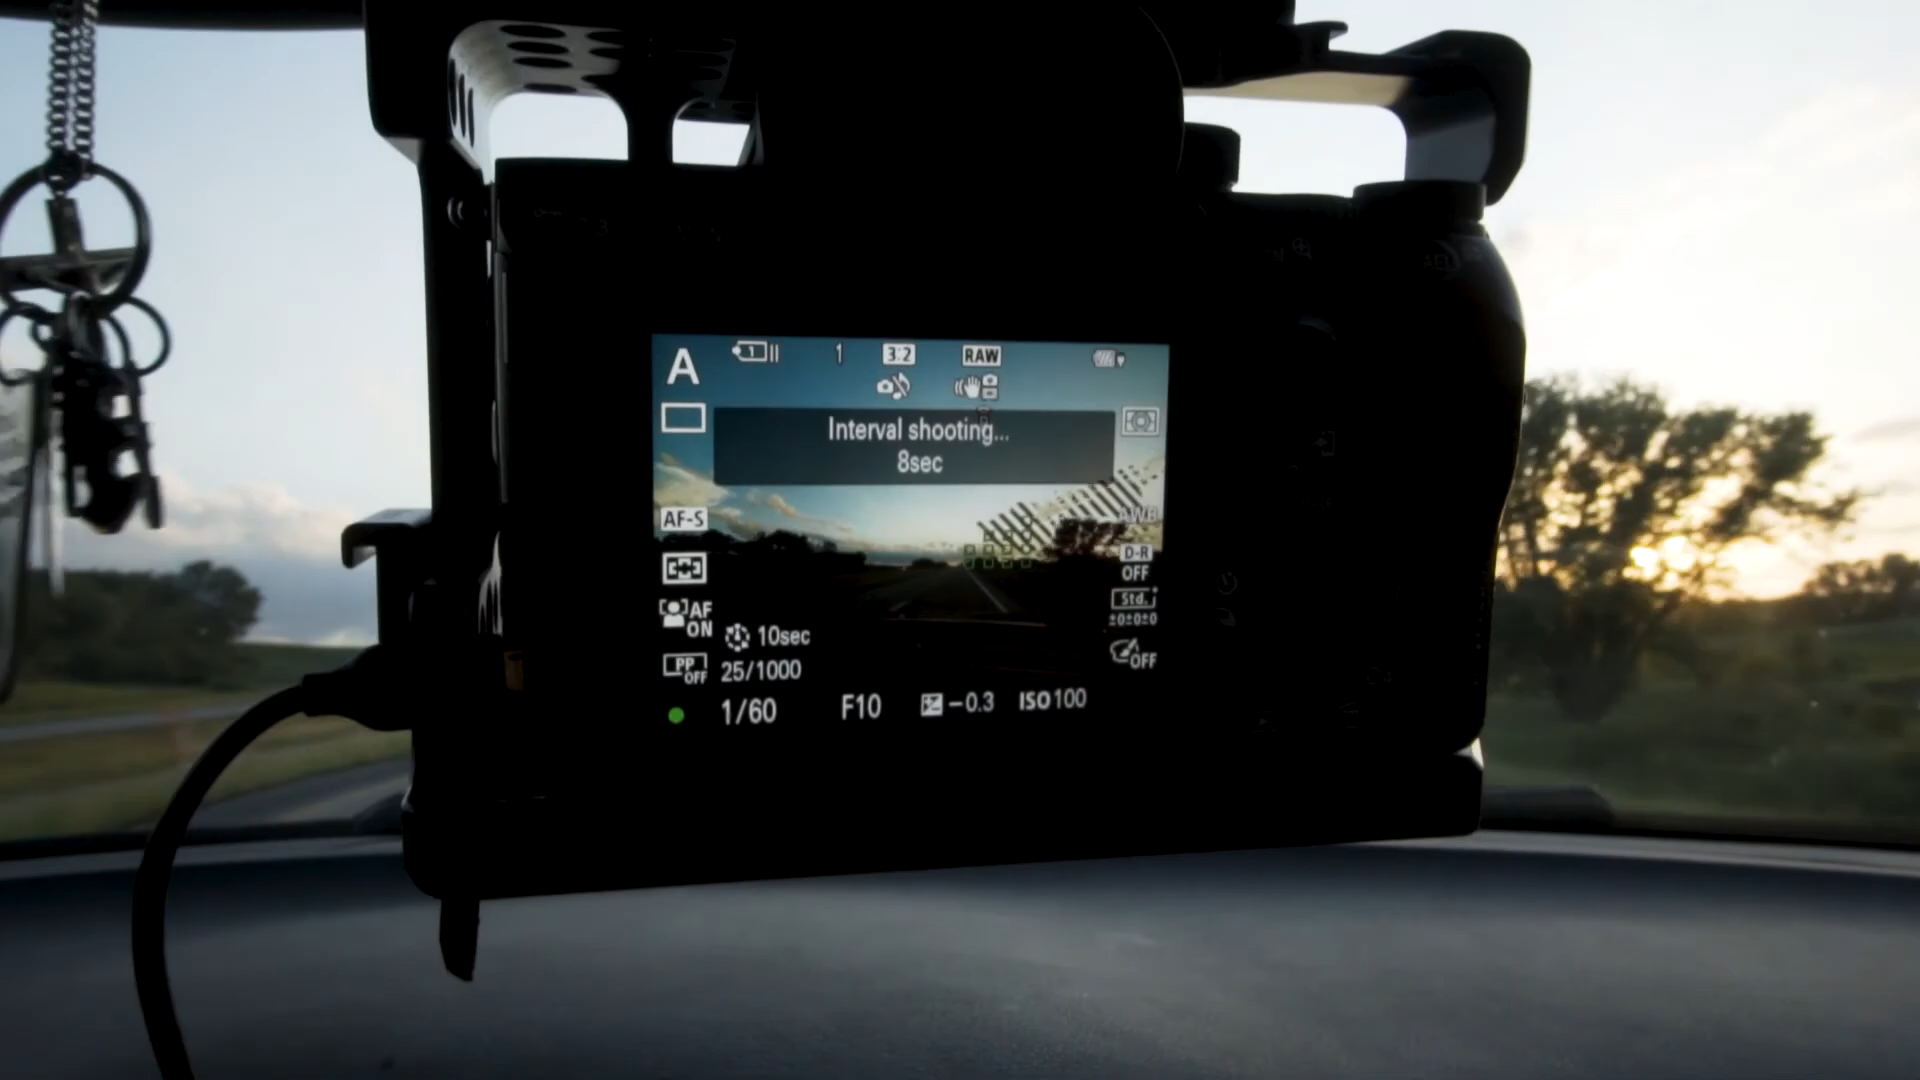 A 1 1 3:2 RAW
Interval shooting...
8sec
AF-S
AWB
D-R
OFF
AF
ON
Std.
±0±0±0
10sec
PP
OFF
25/1000
OFF
1/60 F10 −0.3 ISO100